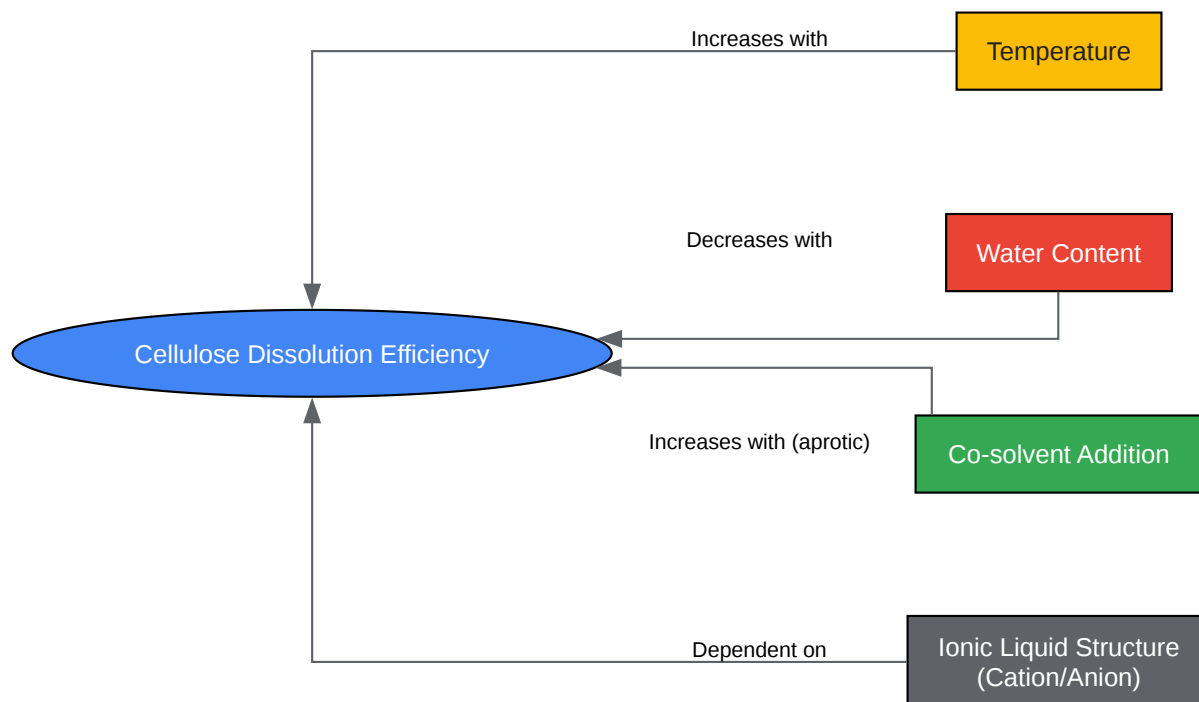 Increases with
Temperature
Decreases with
Water Content
Cellulose Dissolution Efficiency
Increases with (aprotic)
Co-solvent Addition
Dependent on
Ionic Liquid Structure
(Cation/Anion)